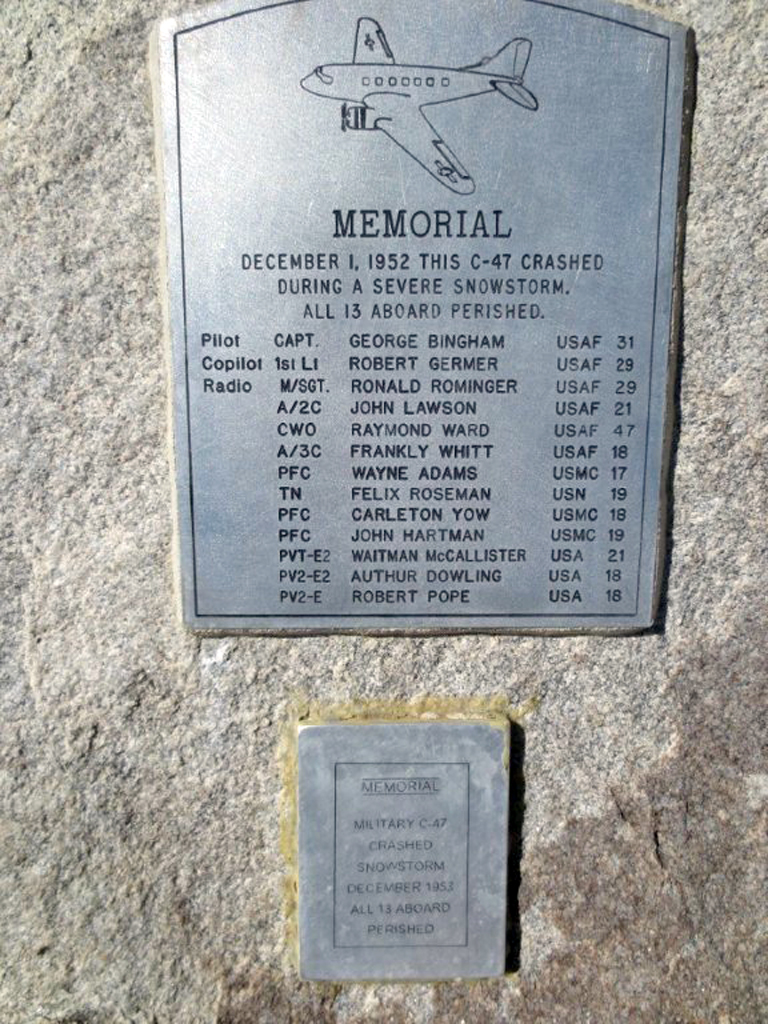 MEMORIAL
DECEMBER 1, 1952 THIS C-47 CRASHED
DURING A SEVERE SNOWSTORM.
ALL 13 ABOARD PERISHED.
Pilot CAPT. GEORGE BINGHAM USAF 31
Copilot 1st Lt ROBERT GERMER USAF 29
Radio M/SGT. RONALD ROMINGER USAF 29
A/2C JOHN LAWSON USAF 21
CWO RAYMOND WARD USAF 47
A/3C FRANKLY WHITT USAF 18
PFC WAYNE ADAMS USMC 17
TN FELIX ROSEMAN USN 19
PFC CARLETON YOW USMC 18
PFC JOHN HARTMAN USMC 19
PVT-E2 WAITMAN McCALLISTER USA 21
PV2-E2 AUTHUR DOWLING USA 18
PV2-E ROBERT POPE USA 18
MEMORIAL
MILITARY C-47
CRASHED
SNOWSTORM
DECEMBER 1953
ALL 13 ABOARD
PERISHED